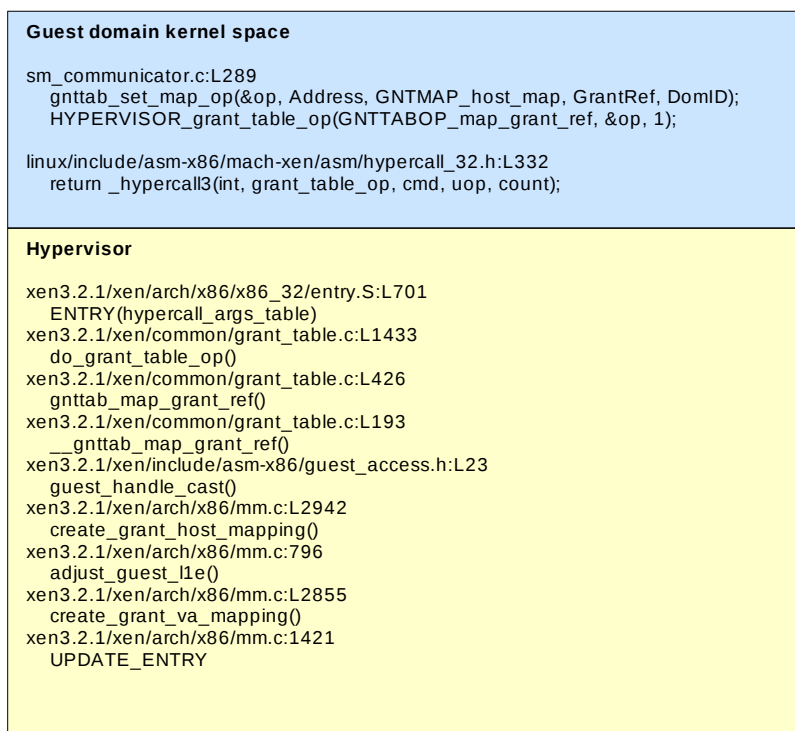 Guest domain kernel space
sm_communicator.c:L289
gnttab_set_map_op(&op, Address, GNTMAP_host_map, GrantRef, DomID);
HYPERVISOR_grant_table_op(GNTTABOP_map_grant_ref, &op, 1);
linux/include/asm-x86/mach-xen/asm/hypercall_32.h:L332
return _hypercall3(int, grant_table_op, cmd, uop, count);
Hypervisor
xen3.2.1/xen/arch/x86/x86_32/entry.S:L701
ENTRY(hypercall_args_table)
xen3.2.1/xen/common/grant_table.c:L1433
do_grant_table_op()
xen3.2.1/xen/common/grant_table.c:L426
gnttab_map_grant_ref()
xen3.2.1/xen/common/grant_table.c:L193
__gnttab_map_grant_ref()
xen3.2.1/xen/include/asm-x86/guest_access.h:L23
guest_handle_cast()
xen3.2.1/xen/arch/x86/mm.c:L2942
create_grant_host_mapping()
xen3.2.1/xen/arch/x86/mm.c:796
adjust_guest_l1e()
xen3.2.1/xen/arch/x86/mm.c:L2855
create_grant_va_mapping()
xen3.2.1/xen/arch/x86/mm.c:1421
UPDATE_ENTRY